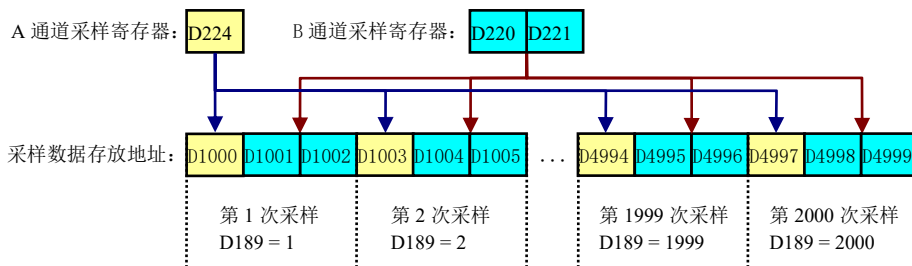 A 通道采样寄存器: D224 B 通道采样寄存器: D220 D221
采样数据存放地址: D1000 D1001 D1002 D1003 D1004 D1005 ... D4994 D4995 D4996 D4997 D4998 D4999
第 1 次采样 第 2 次采样 第 1999 次采样 第 2000 次采样
D189 = 1 D189 = 2 D189 = 1999 D189 = 2000